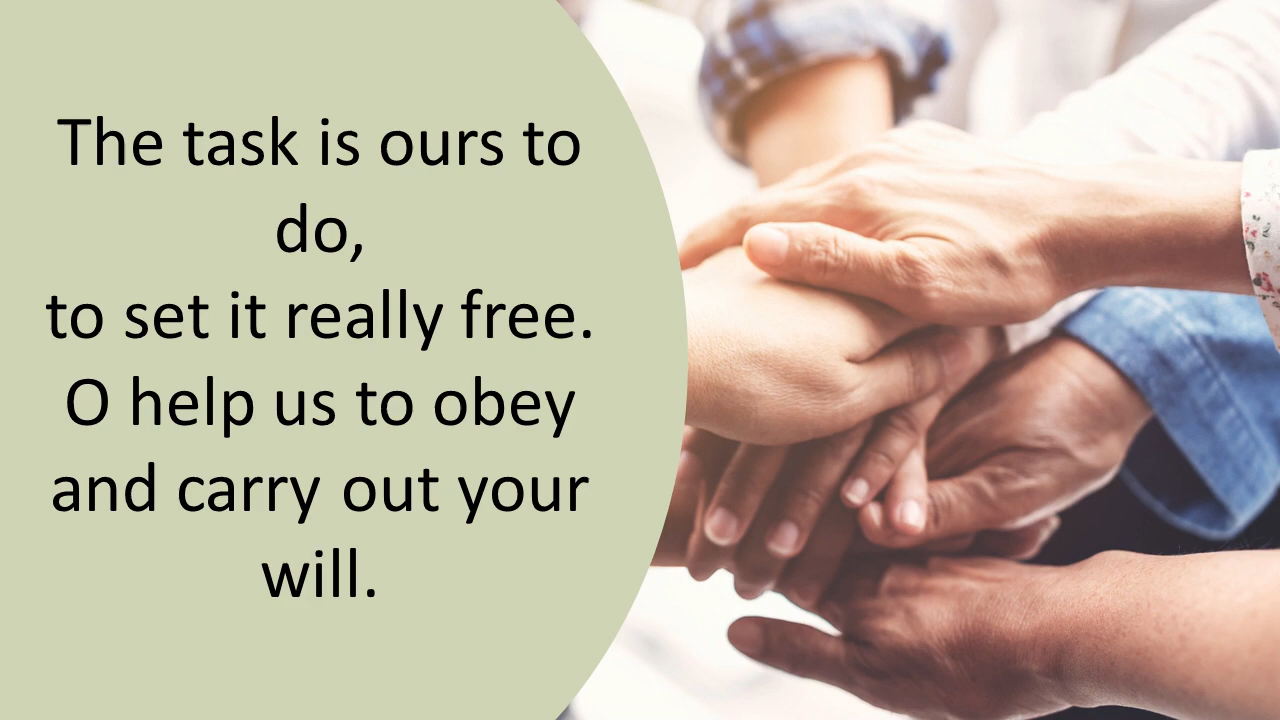 The task is ours to
do,
to set it really free.
O help us to obey
and carry out your
will.